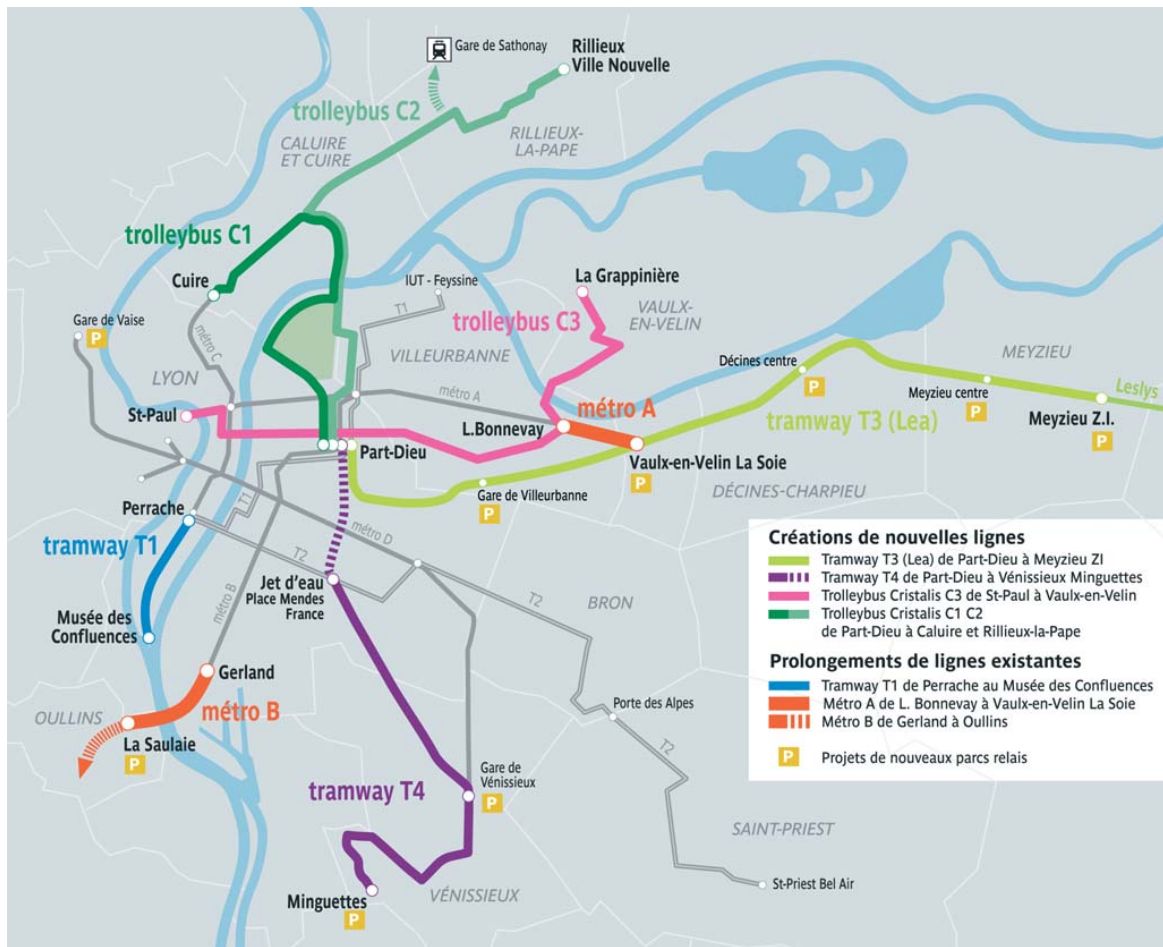 Gare de Sathonay
Rillieux
Ville Nouvelle
trolleybus C2
CALUIRE
ET CUIRE
RILLIEUX-
LA-PAPE
trolleybus C1
Cuire
IUT - Feyssine
La Grappinière
T1
Gare de Vaise
P
trolleybus C3
VAULX-
EN-VELIN
métro C
VILLEURBANNE
Décines centre
P
MEYZIEU
LYON
métro A
Meyzieu centre
P
Leslys
St-Paul
métro A
L.Bonnevay
tramway T3 (Lea)
Meyzieu Z.I.
P
Part-Dieu
Vaulx-en-Velin La Soie
P
Gare de Villeurbanne
P
DÉCINES-CHARPIEU
Perrache
T1
métro D
tramway T1
T2
Jet d'eau
Place Mendes
France
métro B
T2
BRON
Musée des
Confluences
Gerland
OULLINS
métro B
La Saulaie
P
Porte des Alpes
T2
tramway T4
Gare de
Vénissieux
P
SAINT-PRIEST
St-Priest Bel Air
Minguettes
P
VÉNISSIEUX
Créations de nouvelles lignes
Tramway T3 (Lea) de Part-Dieu à Meyzieu ZI
Tramway T4 de Part-Dieu à Vénissieux Minguettes
Trolleybus Cristalis C3 de St-Paul à Vaulx-en-Velin
Trolleybus Cristalis C1 C2
de Part-Dieu à Caluire et Rillieux-la-Pape
Prolongements de lignes existantes
Tramway T1 de Perrache au Musée des Confluences
Métro A de L. Bonnevay à Vaulx-en-Velin La Soie
Métro B de Gerland à Oullins
P Projets de nouveaux parcs relais